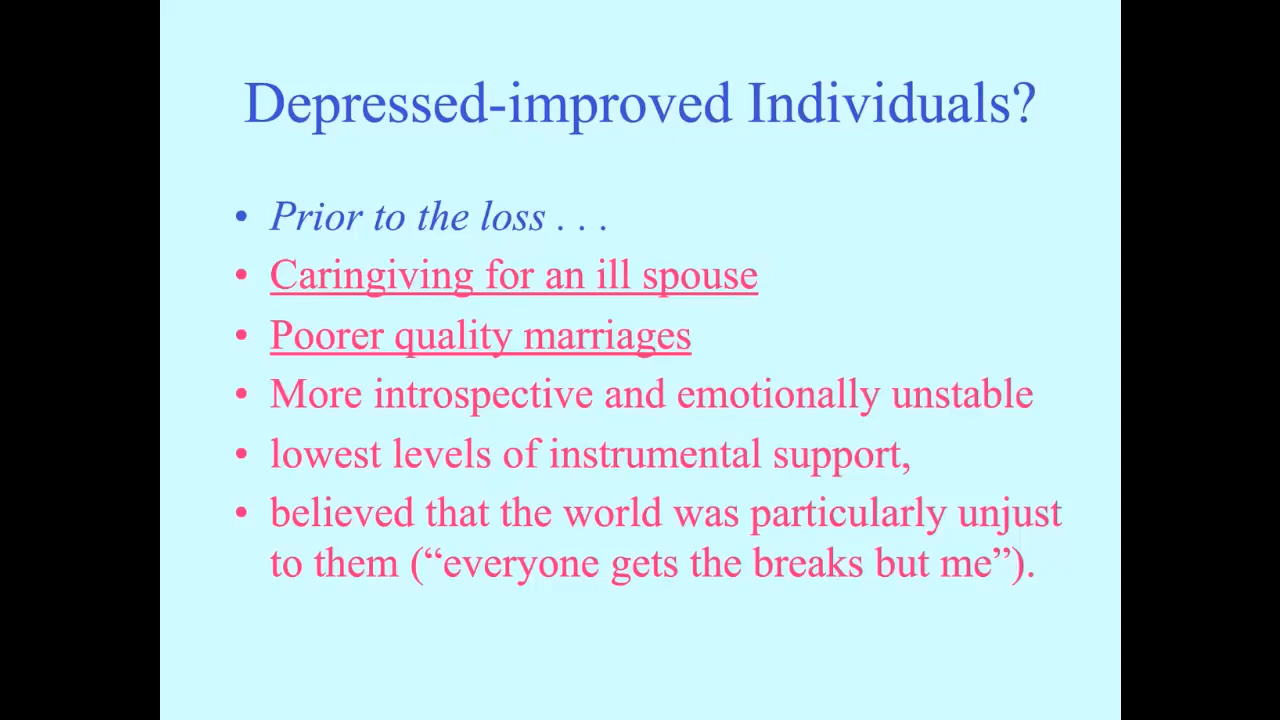 Depressed-improved Individuals?
• Prior to the loss . . .
• Caringiving for an ill spouse
• Poorer quality marriages
• More introspective and emotionally unstable
• lowest levels of instrumental support,
• believed that the world was particularly unjust
to them (“everyone gets the breaks but me”).